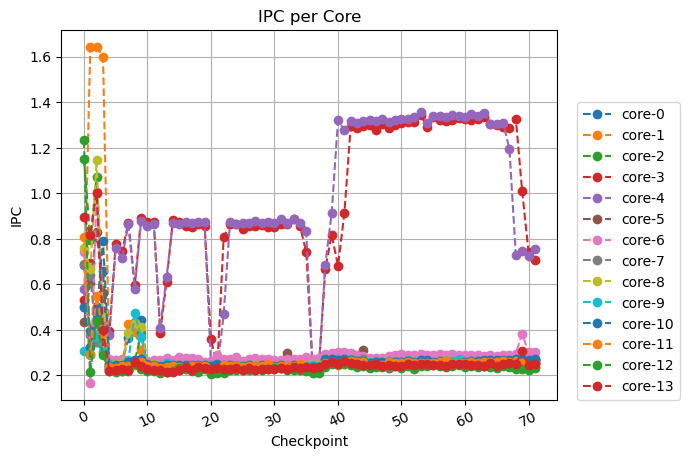 IPC per Core
IPC
1.6
1.4
1.2
1.0
0.8
0.6
0.4
0.2
0
10
20
30
40
50
60
70
Checkpoint
core-0
core-1
core-2
core-3
core-4
core-5
core-6
core-7
core-8
core-9
core-10
core-11
core-12
core-13